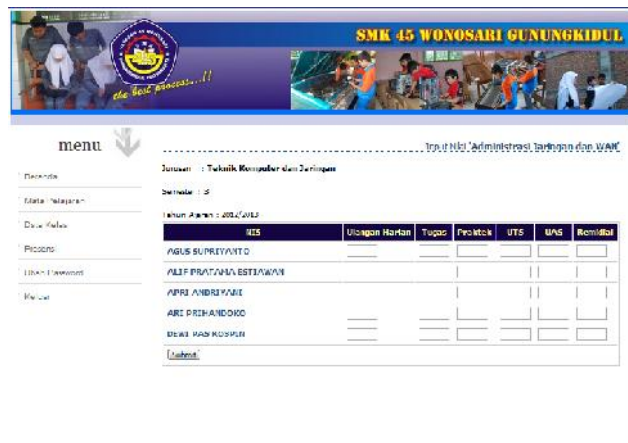 SMK 45 WONOSARI GUNUNGKIDUL
the best process...!!
menu
Input Nilai 'Administrasi Jaringan dan WAN'
Jurusan : Teknik Komputer dan Jaringan
Beranda
Semester : 3
Mata Pelajaran
Tahun Ajaran : 2012/2013
Data Kelas
NIS Ulangan Harian Tugas Praktek UTS UAS Remidial
Presensi
AGUS SUPRIYANTO
Ubah Password
ALIF PRATAMA ESTIAWAN
Keluar
APRI ANDRIYANI
ARI PRIHANDOKO
DEWI RAS KOSPIN
Submit